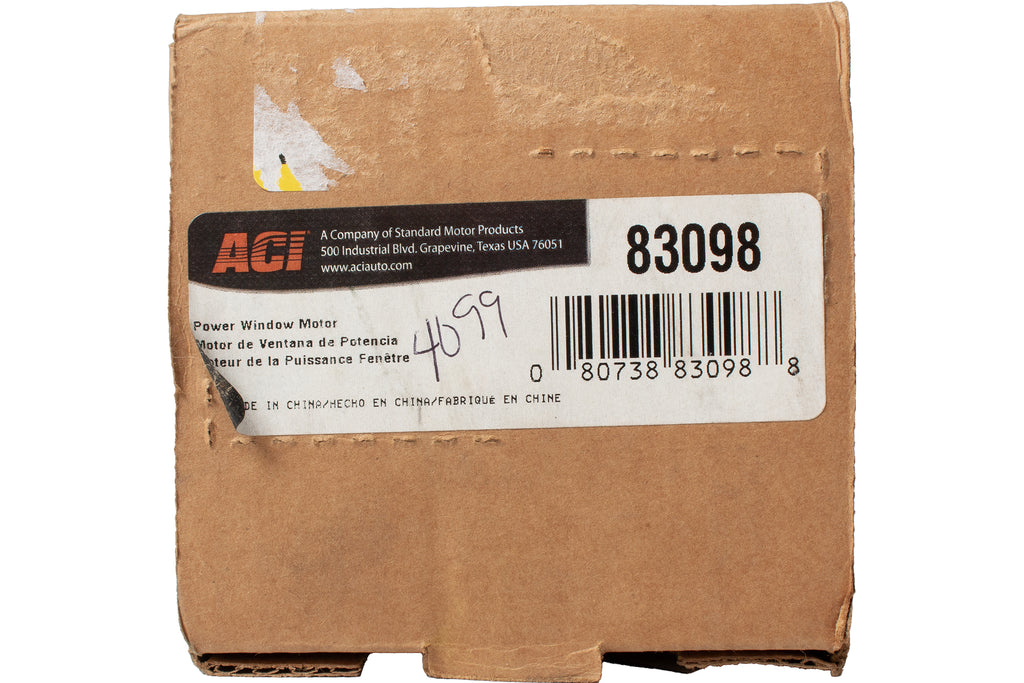 ACI
A Company of Standard Motor Products
500 Industrial Blvd. Grapevine, Texas USA 76051
www.aciauto.com
83098
Power Window Motor
Motor de Ventana de Potencia
Moteur de la Puissance Fenêtre
4099
0 80738 83098 8
DE IN CHINA/HECHO EN CHINA/FABRIQUÉ EN CHINE